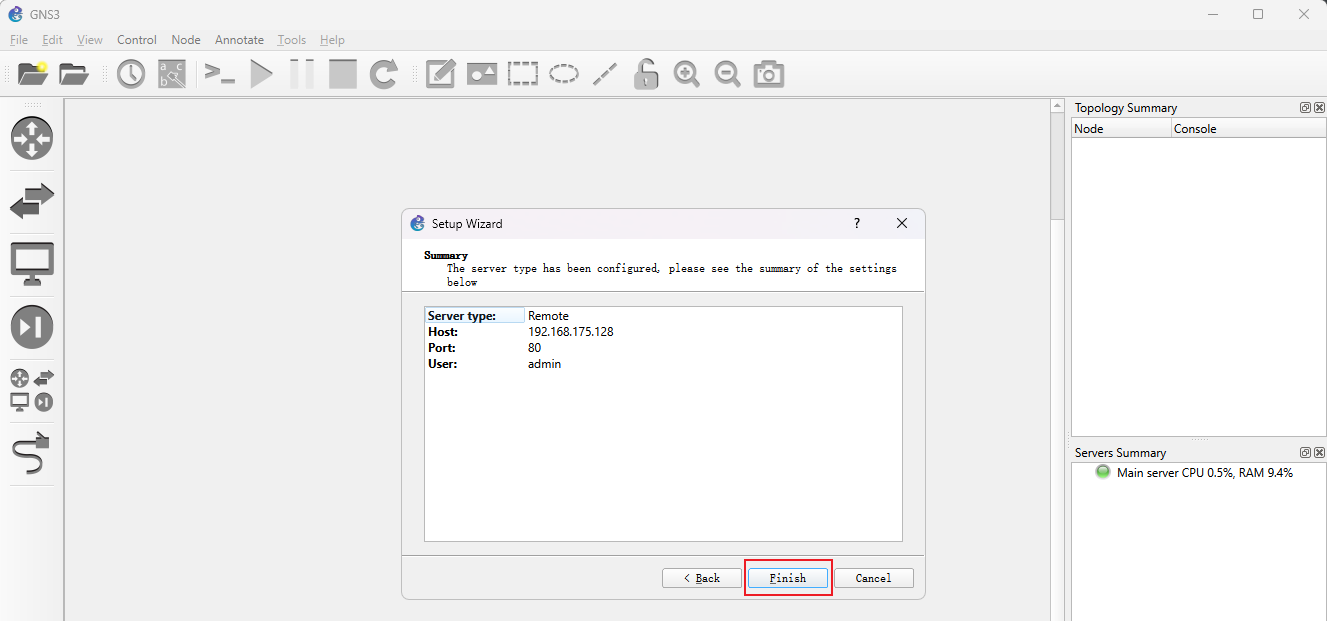 GNS3
File Edit View Control Node Annotate Tools Help
a c
b
Topology Summary
Node Console
Setup Wizard
?
Summary
The server type has been configured, please see the summary of the settings
below
Server type: Remote
Host: 192.168.175.128
Port: 80
User: admin
< Back Finish Cancel
Servers Summary
Main server CPU 0.5%, RAM 9.4%